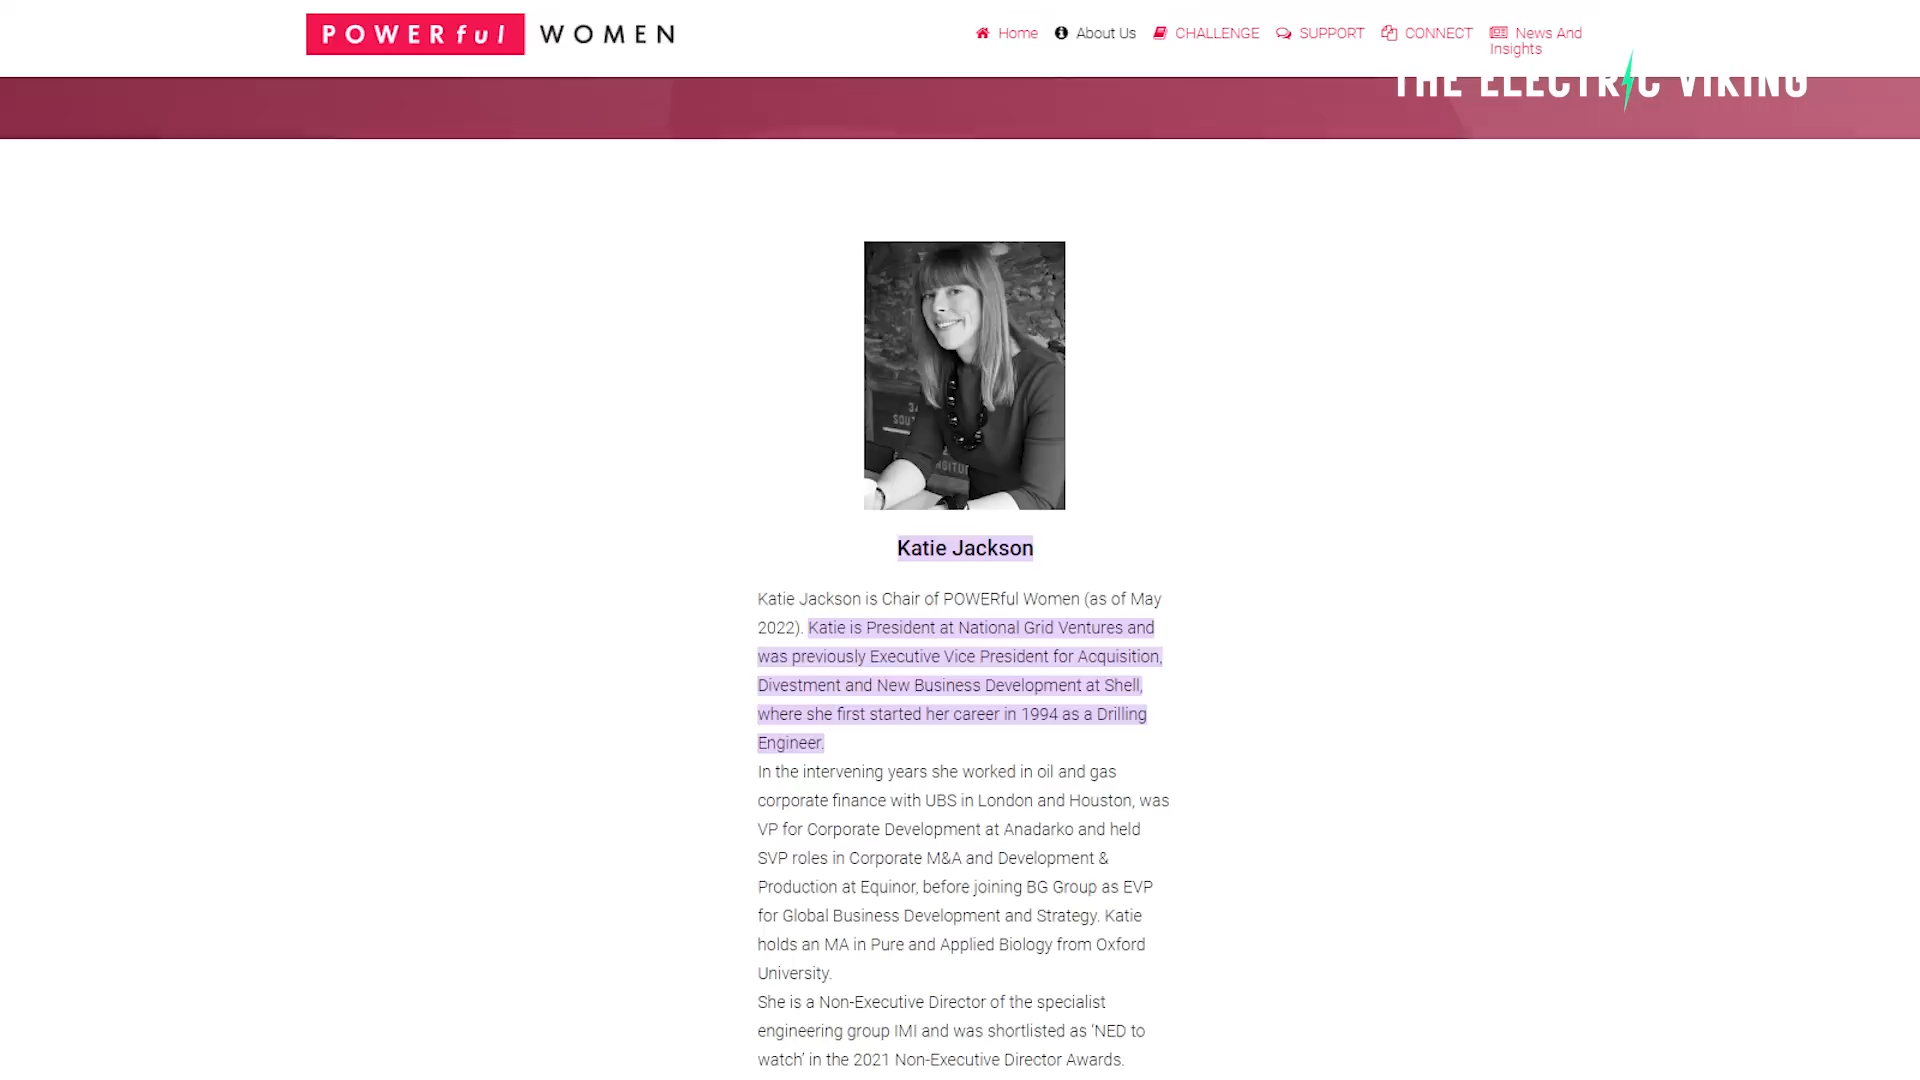 POWERful WOMEN
Home About Us CHALLENGE SUPPORT CONNECT News And
Insights
THE ELECTRIC VIKING
Katie Jackson
Katie Jackson is Chair of POWERful Women (as of May
2022). Katie is President at National Grid Ventures and
was previously Executive Vice President for Acquisition,
Divestment and New Business Development at Shell,
where she first started her career in 1994 as a Drilling
Engineer.
In the intervening years she worked in oil and gas
corporate finance with UBS in London and Houston, was
VP for Corporate Development at Anadarko and held
SVP roles in Corporate M&A and Development &
Production at Equinor, before joining BG Group as EVP
for Global Business Development and Strategy. Katie
holds an MA in Pure and Applied Biology from Oxford
University.
She is a Non-Executive Director of the specialist
engineering group IMI and was shortlisted as ‘NED to
watch’ in the 2021 Non-Executive Director Awards.